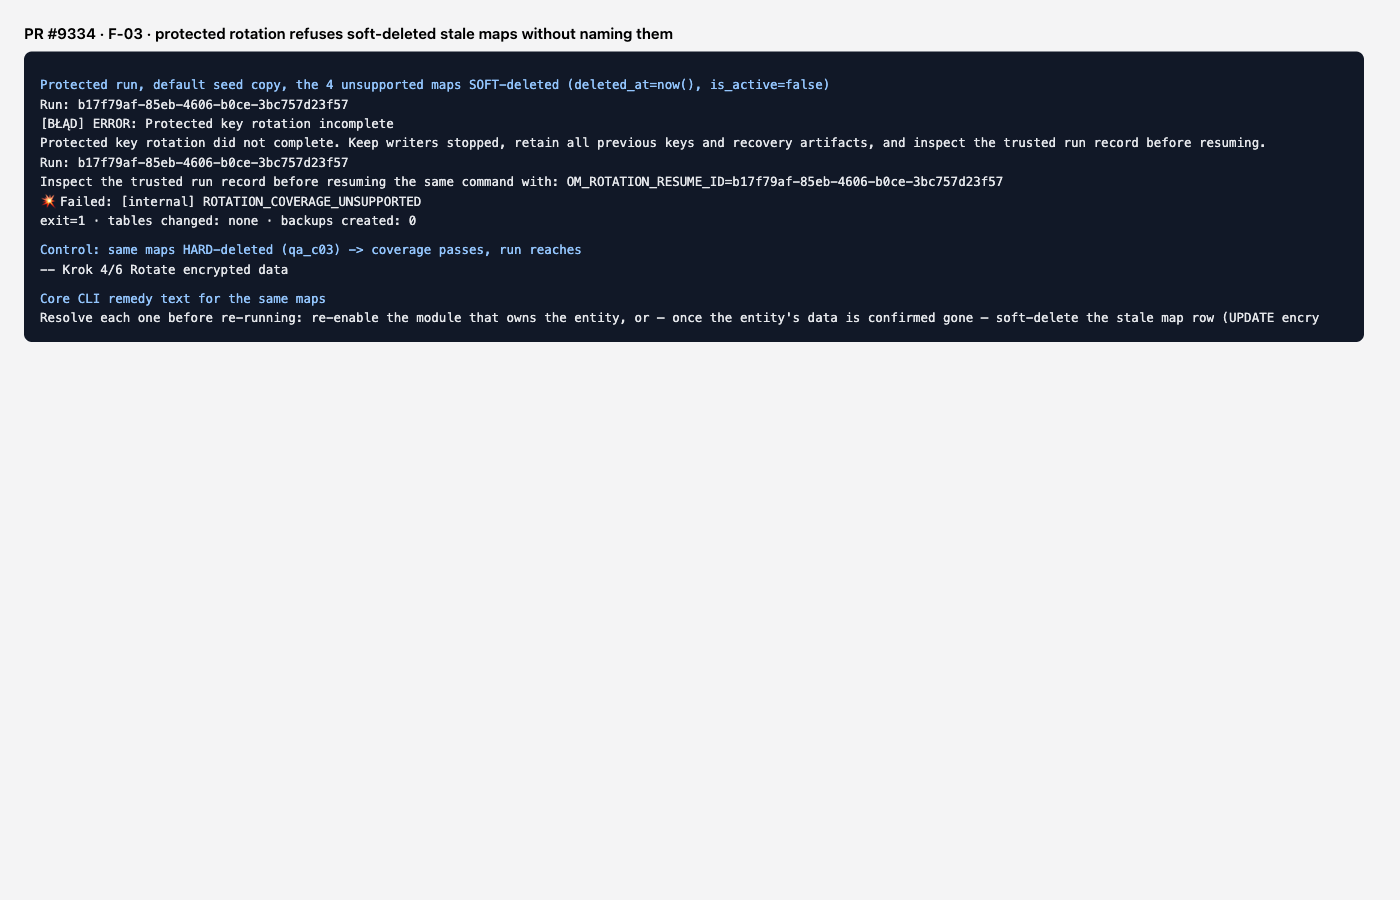 PR #9334 · F-03 · protected rotation refuses soft-deleted stale maps without naming them
Protected run, default seed copy, the 4 unsupported maps SOFT-deleted (deleted_at=now(), is_active=false)
Run: b17f79af-85eb-4606-b0ce-3bc757d23f57
[BŁĄD] ERROR: Protected key rotation incomplete
Protected key rotation did not complete. Keep writers stopped, retain all previous keys and recovery artifacts, and inspect the trusted run record before resuming.
Run: b17f79af-85eb-4606-b0ce-3bc757d23f57
Inspect the trusted run record before resuming the same command with: OM_ROTATION_RESUME_ID=b17f79af-85eb-4606-b0ce-3bc757d23f57
💥 Failed: [internal] ROTATION_COVERAGE_UNSUPPORTED
exit=1 · tables changed: none · backups created: 0
Control: same maps HARD-deleted (qa_c03) -> coverage passes, run reaches
-- Krok 4/6 Rotate encrypted data
Core CLI remedy text for the same maps
Resolve each one before re-running: re-enable the module that owns the entity, or — once the entity's data is confirmed gone — soft-delete the stale map row (UPDATE encry